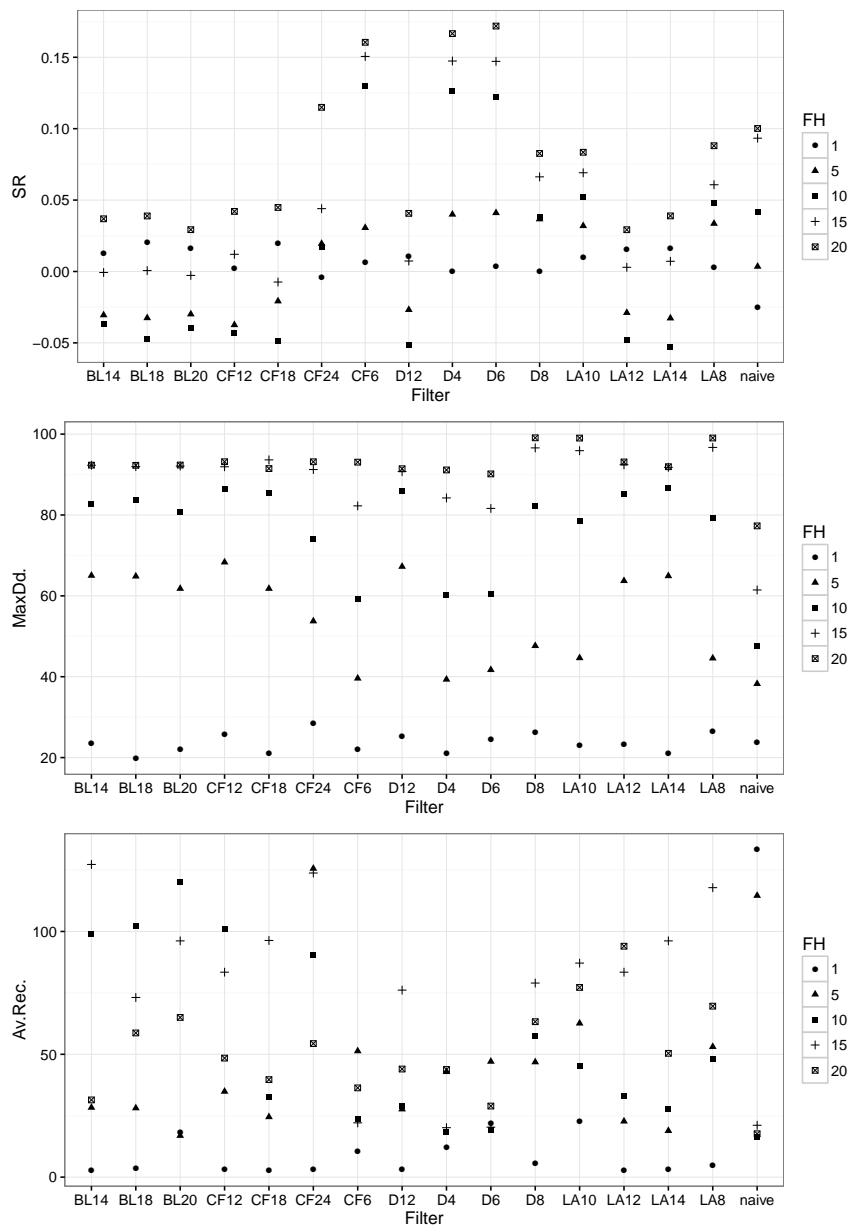 SR
0.15
0.10
0.05
0.00
−0.05
BL14 BL18 BL20 CF12 CF18 CF24 CF6 D12 D4 D6 D8 LA10 LA12 LA14 LA8 naive
Filter
FH
1
5
10
15
20
MaxDd.
100
80
60
40
20
BL14 BL18 BL20 CF12 CF18 CF24 CF6 D12 D4 D6 D8 LA10 LA12 LA14 LA8 naive
Filter
FH
1
5
10
15
20
Av.Rec.
100
50
0
BL14 BL18 BL20 CF12 CF18 CF24 CF6 D12 D4 D6 D8 LA10 LA12 LA14 LA8 naive
Filter
FH
1
5
10
15
20